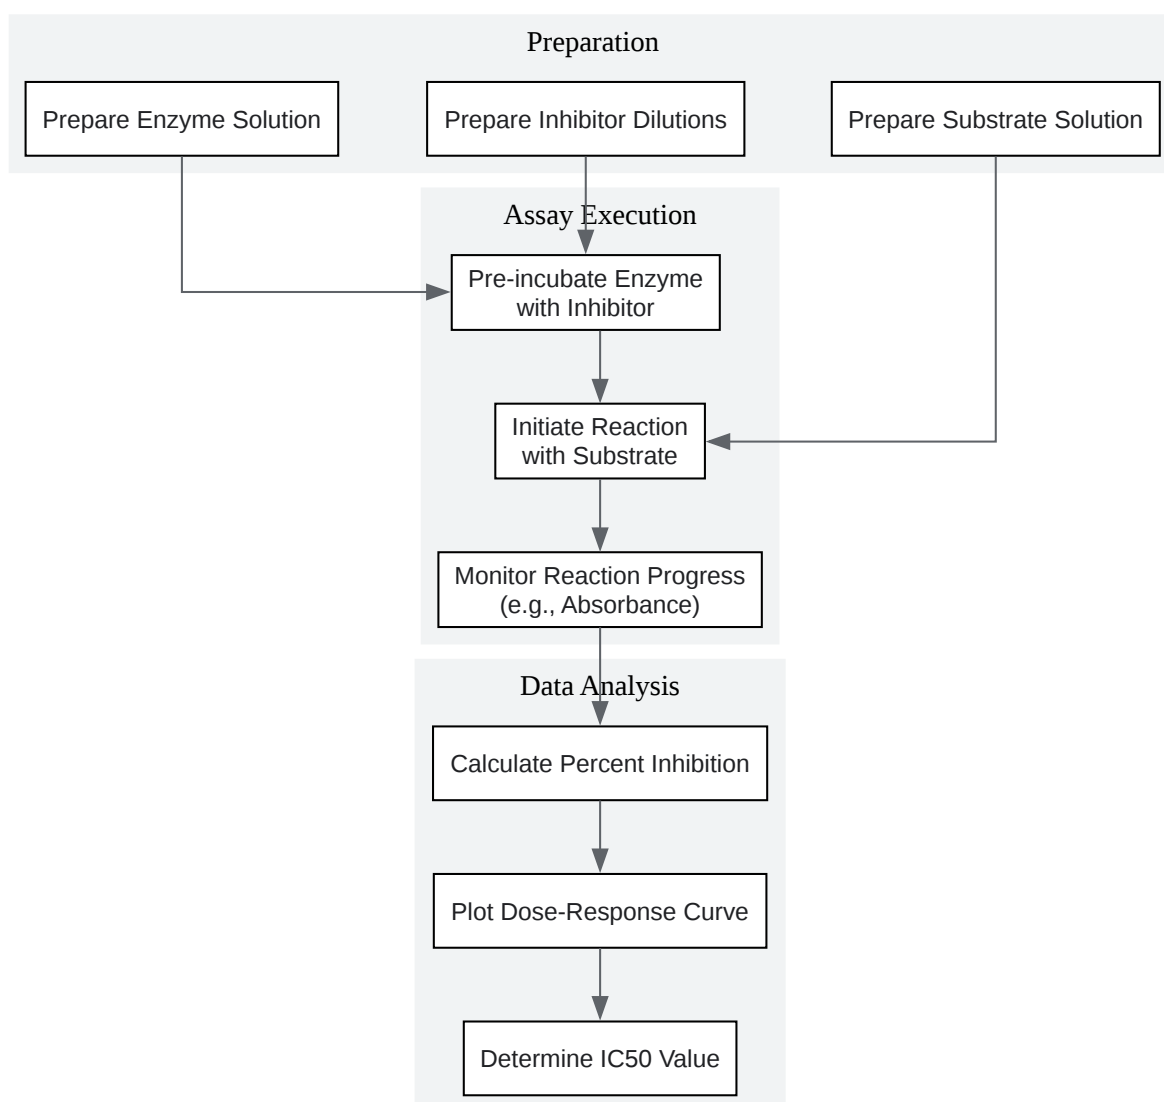 Preparation
Prepare Enzyme Solution
Prepare Inhibitor Dilutions
Prepare Substrate Solution
Assay Execution
Pre-incubate Enzyme
with Inhibitor
Initiate Reaction
with Substrate
Monitor Reaction Progress
(e.g., Absorbance)
Data Analysis
Calculate Percent Inhibition
Plot Dose-Response Curve
Determine IC50 Value